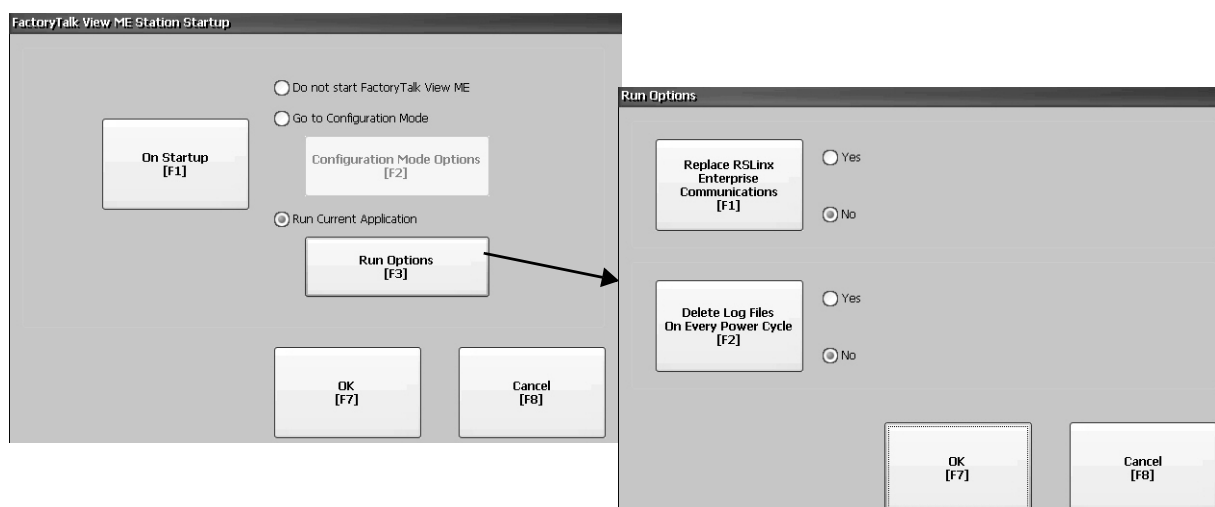 FactoryTalk View ME Station Startup
Do not start FactoryTalk View ME
Go to Configuration Mode
On Startup
[F1]
Configuration Mode Options
[F2]
Run Current Application
Run Options
[F3]
OK
[F7]
Cancel
[F8]
Run Options
Replace RSLinx
Enterprise
Communications
[F1]
Yes
No
Delete Log Files
On Every Power Cycle
[F2]
Yes
No
OK
[F7]
Cancel
[F8]